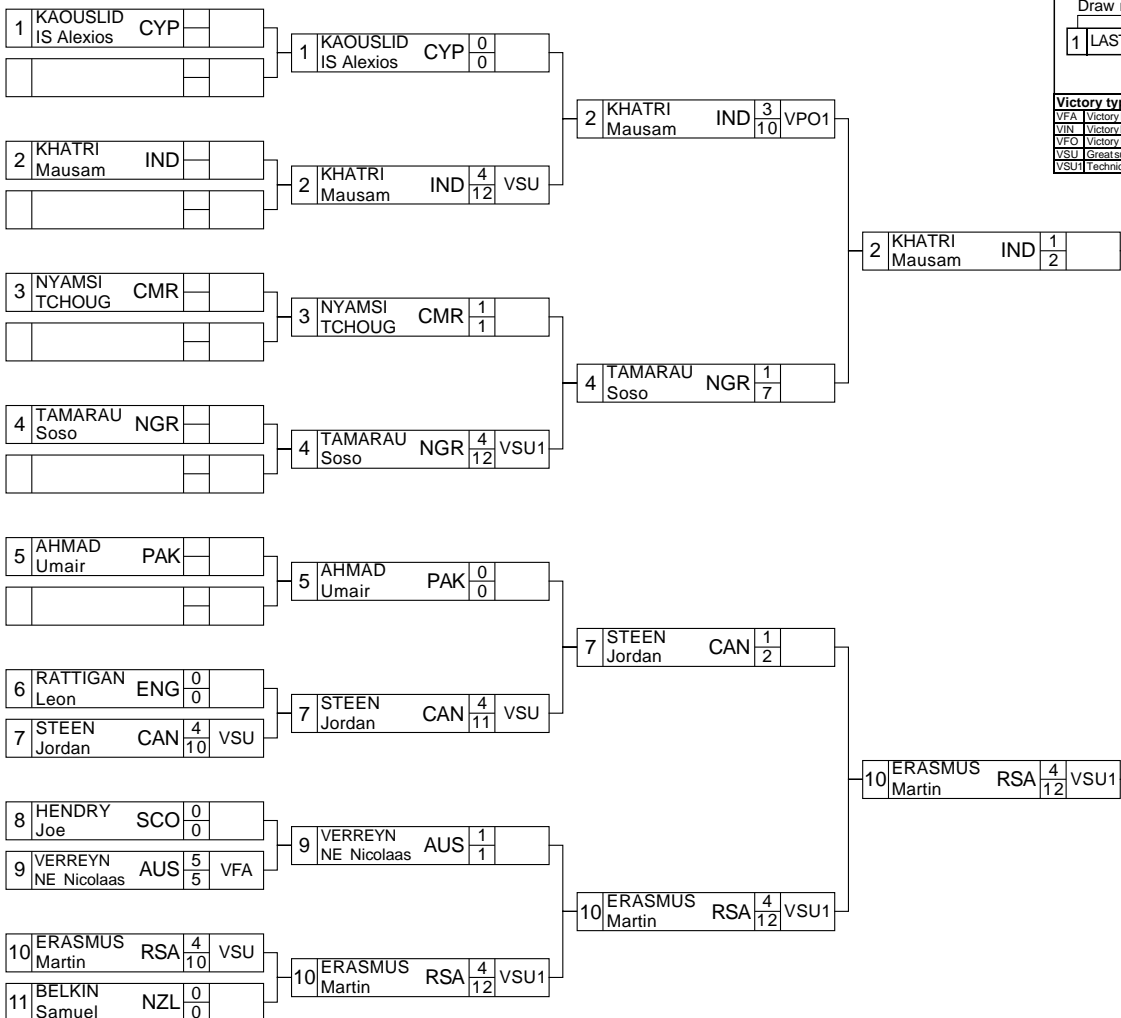 Draw
1 LAST
Victory
VFA Victory
VIN Victory
VFO Victory
VSU Great
VSU1
1 KAOUSLID CYP
IS Alexios
2 KHATRI IND
Mausam
3 NYAMSI CMR
TCHOUG
4 TAMARAU NGR
Soso
5 AHMAD PAK
Umair
6 RATTIGAN ENG 0
Leon 0
7 STEEN CAN 4 VSU
Jordan 10
8 HENDRY SCO 0
Joe 0
9 VERREYN AUS 5 VFA
NE Nicolaas 5
10 ERASMUS RSA 4 VSU
Martin 10
11 BELKIN NZL 0
Samuel 0
1 KAOUSLID CYP 0
IS Alexios 0
2 KHATRI IND 4 VSU
Mausam 12
3 NYAMSI CMR 1
TCHOUG 1
4 TAMARAU NGR 4 VSU1
Soso 12
5 AHMAD PAK 0
Umair 0
7 STEEN CAN 4 VSU
Jordan 11
9 VERREYN AUS 1
NE Nicolaas 1
10 ERASMUS RSA 4 VSU1
Martin 12
2 KHATRI IND 3 VPO1
Mausam 10
4 TAMARAU NGR 1
Soso 7
7 STEEN CAN 1
Jordan 2
10 ERASMUS RSA 4 VSU1
Martin 12
2 KHATRI IND 1
Mausam 2
10 ERASMUS RSA 4 VSU1
Martin 12